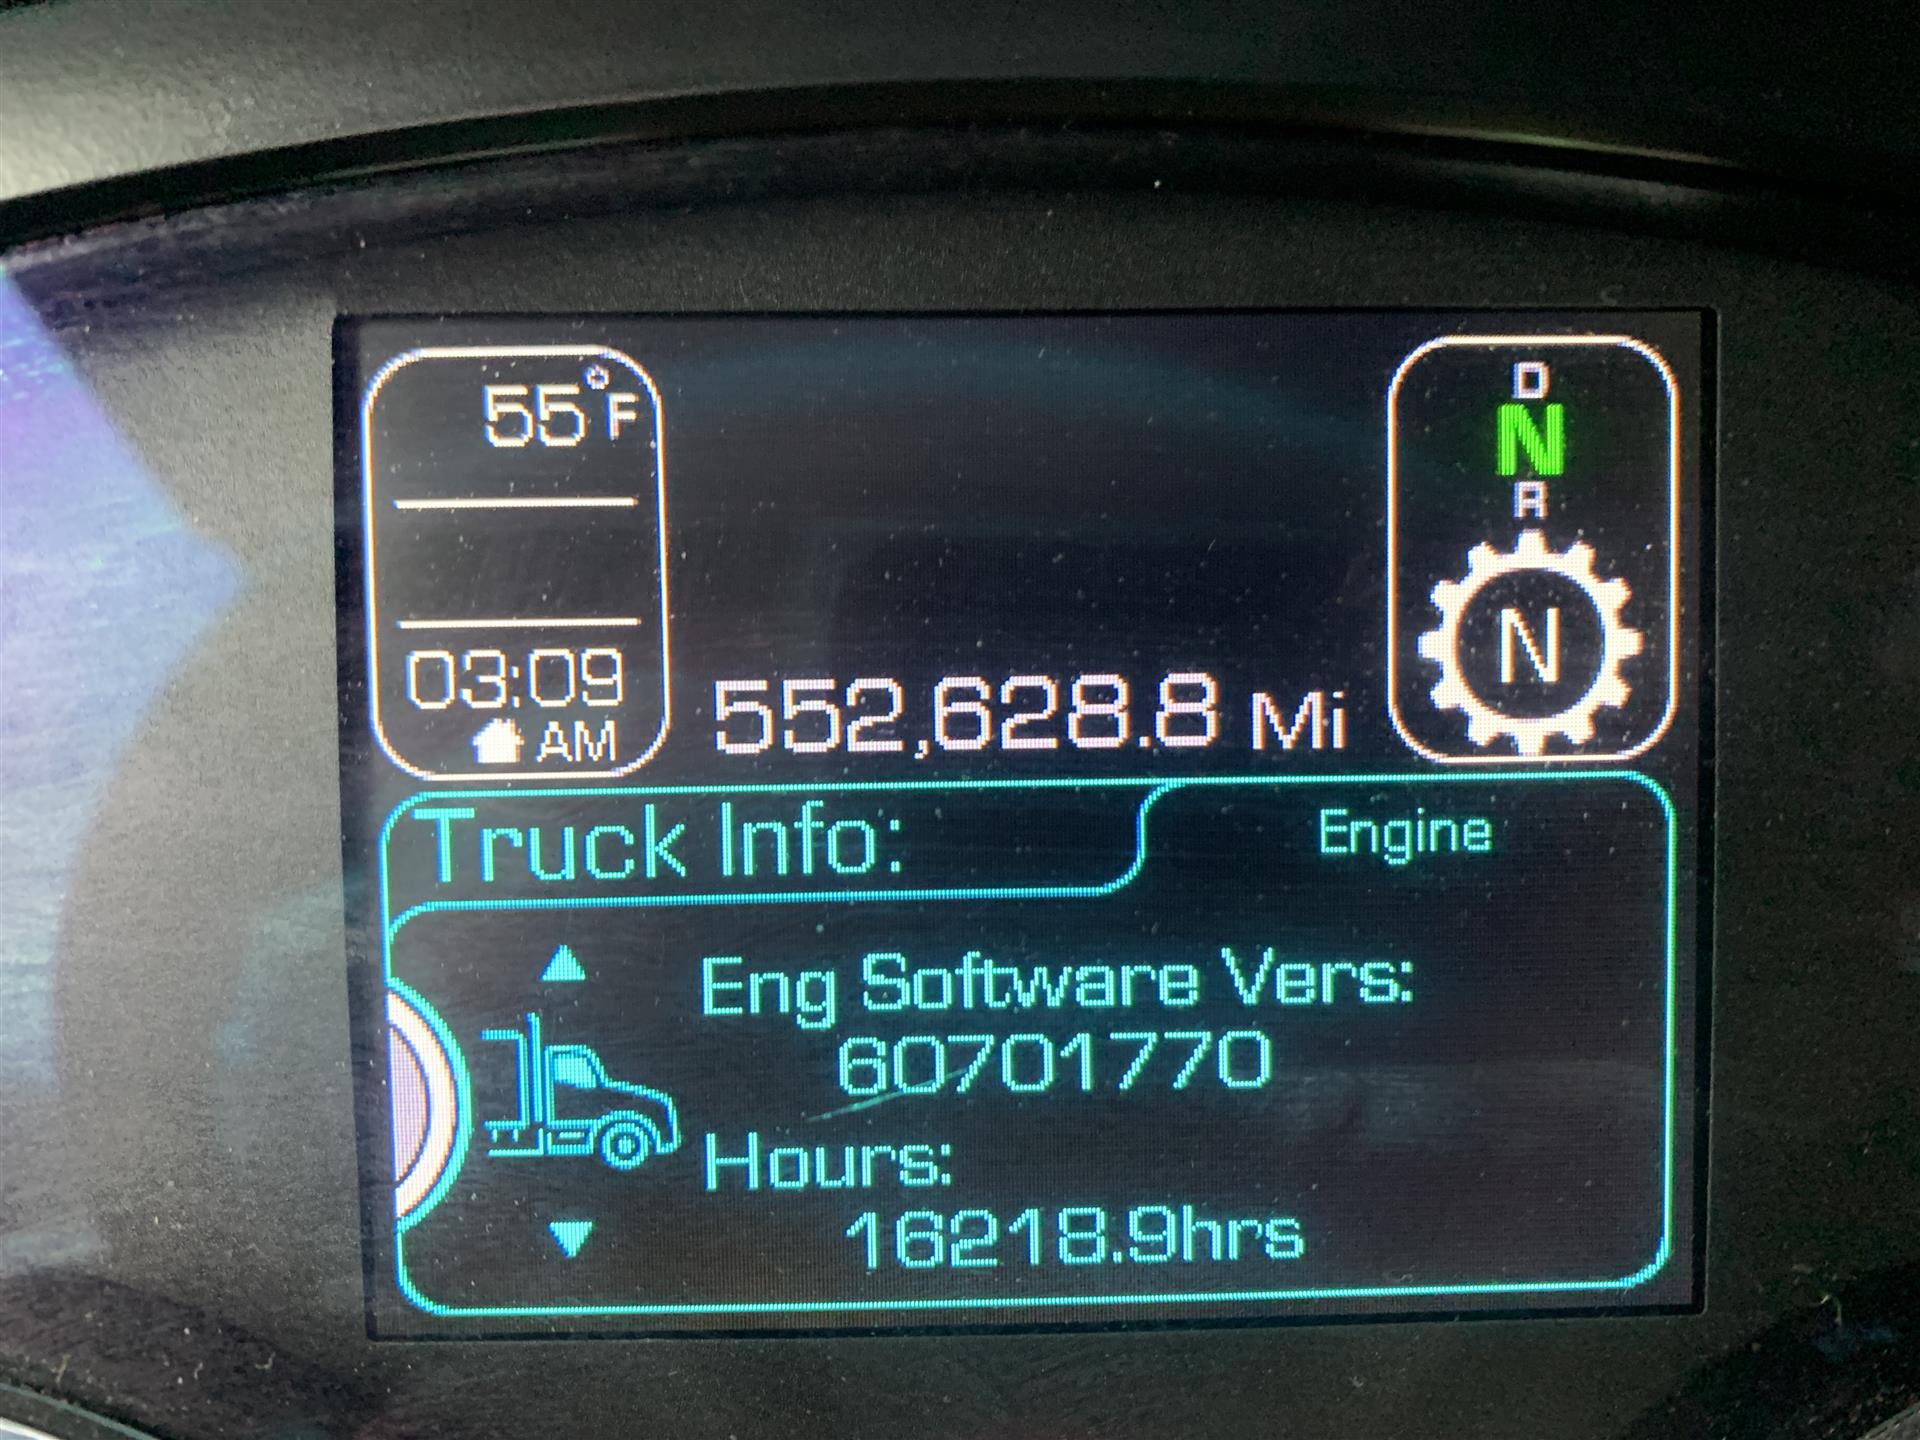 55°F
03:09
AM
552,628.8 Mi
D
N
R
N
Truck Info:
Engine
Eng Software Vers:
60701770
Hours:
16218.9hrs